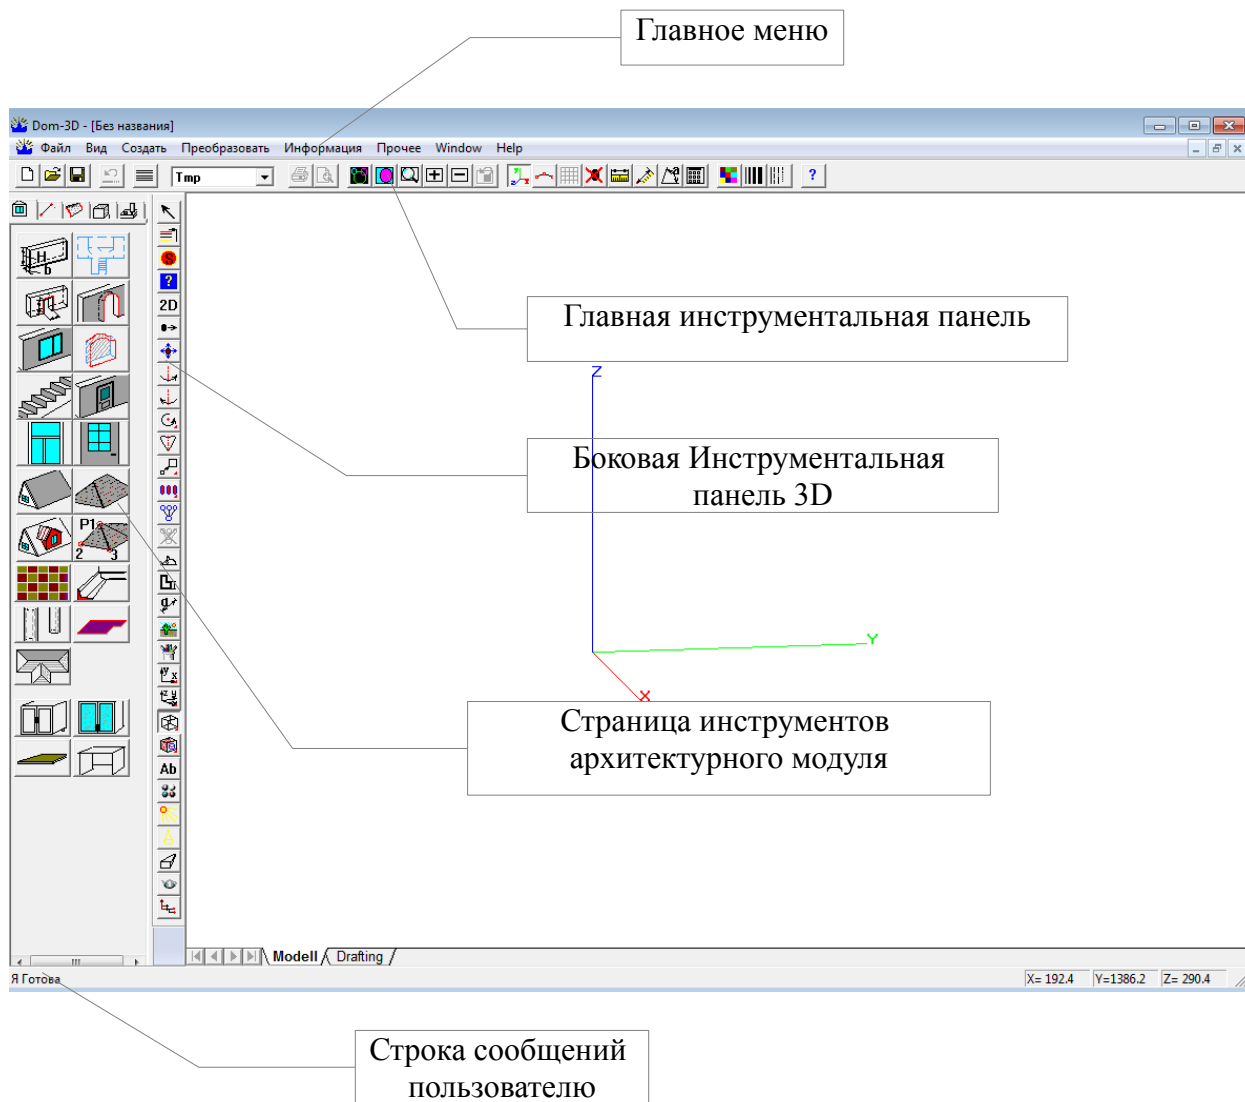 Главное меню
Dom-3D - [Без названия]
Файл Вид Создать Преобразовать Информация Прочее Window Help
Tmp
?
S
?
H
b
2D
Главная инструментальная панель
Z
Боковая Инструментальная
панель 3D
P1
2 3
Y
X
Страница инструментов
архитектурного модуля
Ab
Modell Drafting
Я Готова
X= 192.4 Y=1386.2 Z= 290.4
Строка сообщений
пользователю